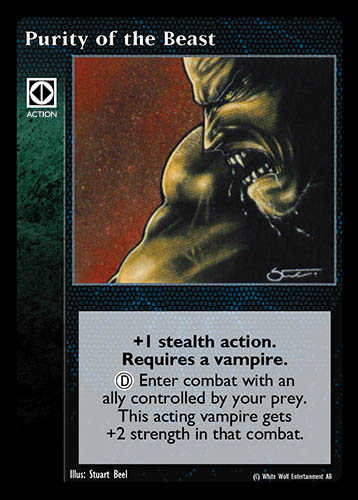 Purity of the Beast
ACTION
+1 stealth action.
Requires a vampire.
Ⓓ Enter combat with an
ally controlled by your prey.
This acting vampire gets
+2 strength in that combat.
Illus: Stuart Beel
(C) White Wolf Entertainment AB